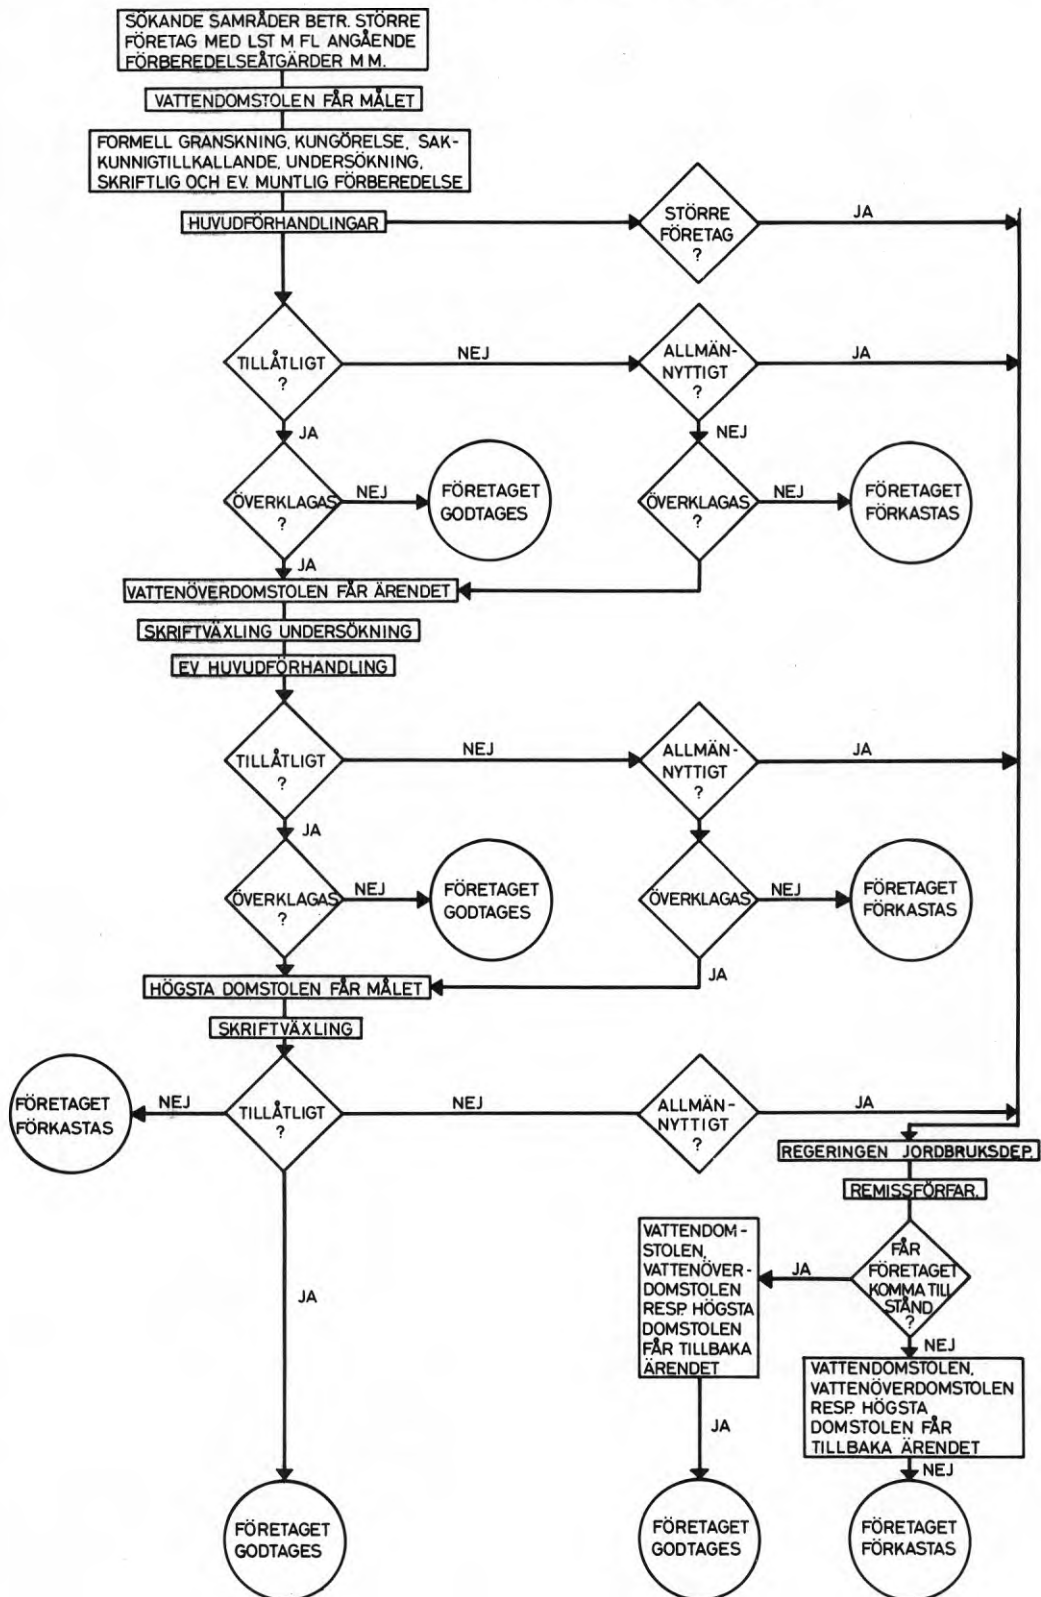 SÖKANDE SAMRÅDER BETR. STÖRRE
FÖRETAG MED LST M FL ANGÅENDE
FÖRBEREDELSEÅTGÄRDER M M.
VATTENDOMSTOLEN FÅR MÅLET
FORMELL GRANSKNING, KUNGÖRELSE, SAK-
KUNNIGTILLKALLANDE, UNDERSÖKNING,
SKRIFTLIG OCH EV. MUNTLIG FÖRBEREDELSE
HUVUDFÖRHANDLINGAR
STÖRRE
FÖRETAG
?
JA
TILLÅTLIGT
?
NEJ
ALLMÄN-
NYTTIGT
?
JA
JA
NEJ
ÖVERKLAGAS
?
NEJ
FÖRETAGET
GODTAGES
ÖVERKLAGAS
?
NEJ
FÖRETAGET
FÖRKASTAS
JA
VATTENÖVERDOMSTOLEN FÅR ÄRENDET
SKRIFTVÄXLING UNDERSÖKNING
EV HUVUDFÖRHANDLING
TILLÅTLIGT
?
NEJ
ALLMÄN-
NYTTIGT
?
JA
JA
ÖVERKLAGAS
?
NEJ
FÖRETAGET
GODTAGES
ÖVERKLAGAS
NEJ
FÖRETAGET
FÖRKASTAS
JA
HÖGSTA DOMSTOLEN FÅR MÅLET
SKRIFTVÄXLING
FÖRETAGET
FÖRKASTAS
NEJ
TILLÅTLIGT
?
NEJ
ALLMÄN-
NYTTIGT
?
JA
REGERINGEN JORDBRUKSDEP.
REMISSFÖRFAR.
FÅR
FÖRETAGET
KOMMA TILL
STÅND
?
JA
VATTENDOM-
STOLEN,
VATTENÖVER-
DOMSTOLEN
RESP. HÖGSTA
DOMSTOLEN
FÅR TILLBAKA
ÄRENDET
NEJ
VATTENDOMSTOLEN,
VATTENÖVERDOMSTOLEN
RESP. HÖGSTA
DOMSTOLEN FÅR
TILLBAKA ÄRENDET
JA
JA
NEJ
FÖRETAGET
GODTAGES
FÖRETAGET
GODTAGES
FÖRETAGET
FÖRKASTAS